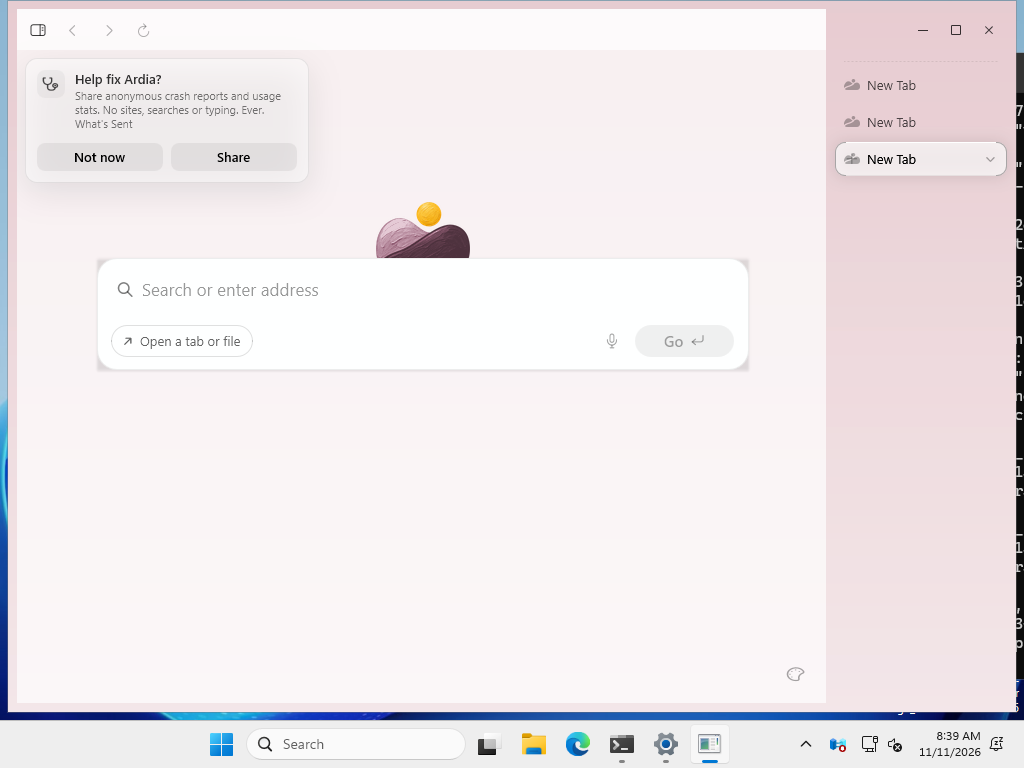 Help fix Ardia?
Share anonymous crash reports and usage
stats. No sites, searches or typing. Ever.
What's Sent
Not now
Share
Search or enter address
Open a tab or file
Go
New Tab
New Tab
New Tab
Search
8:39 AM
11/11/2026